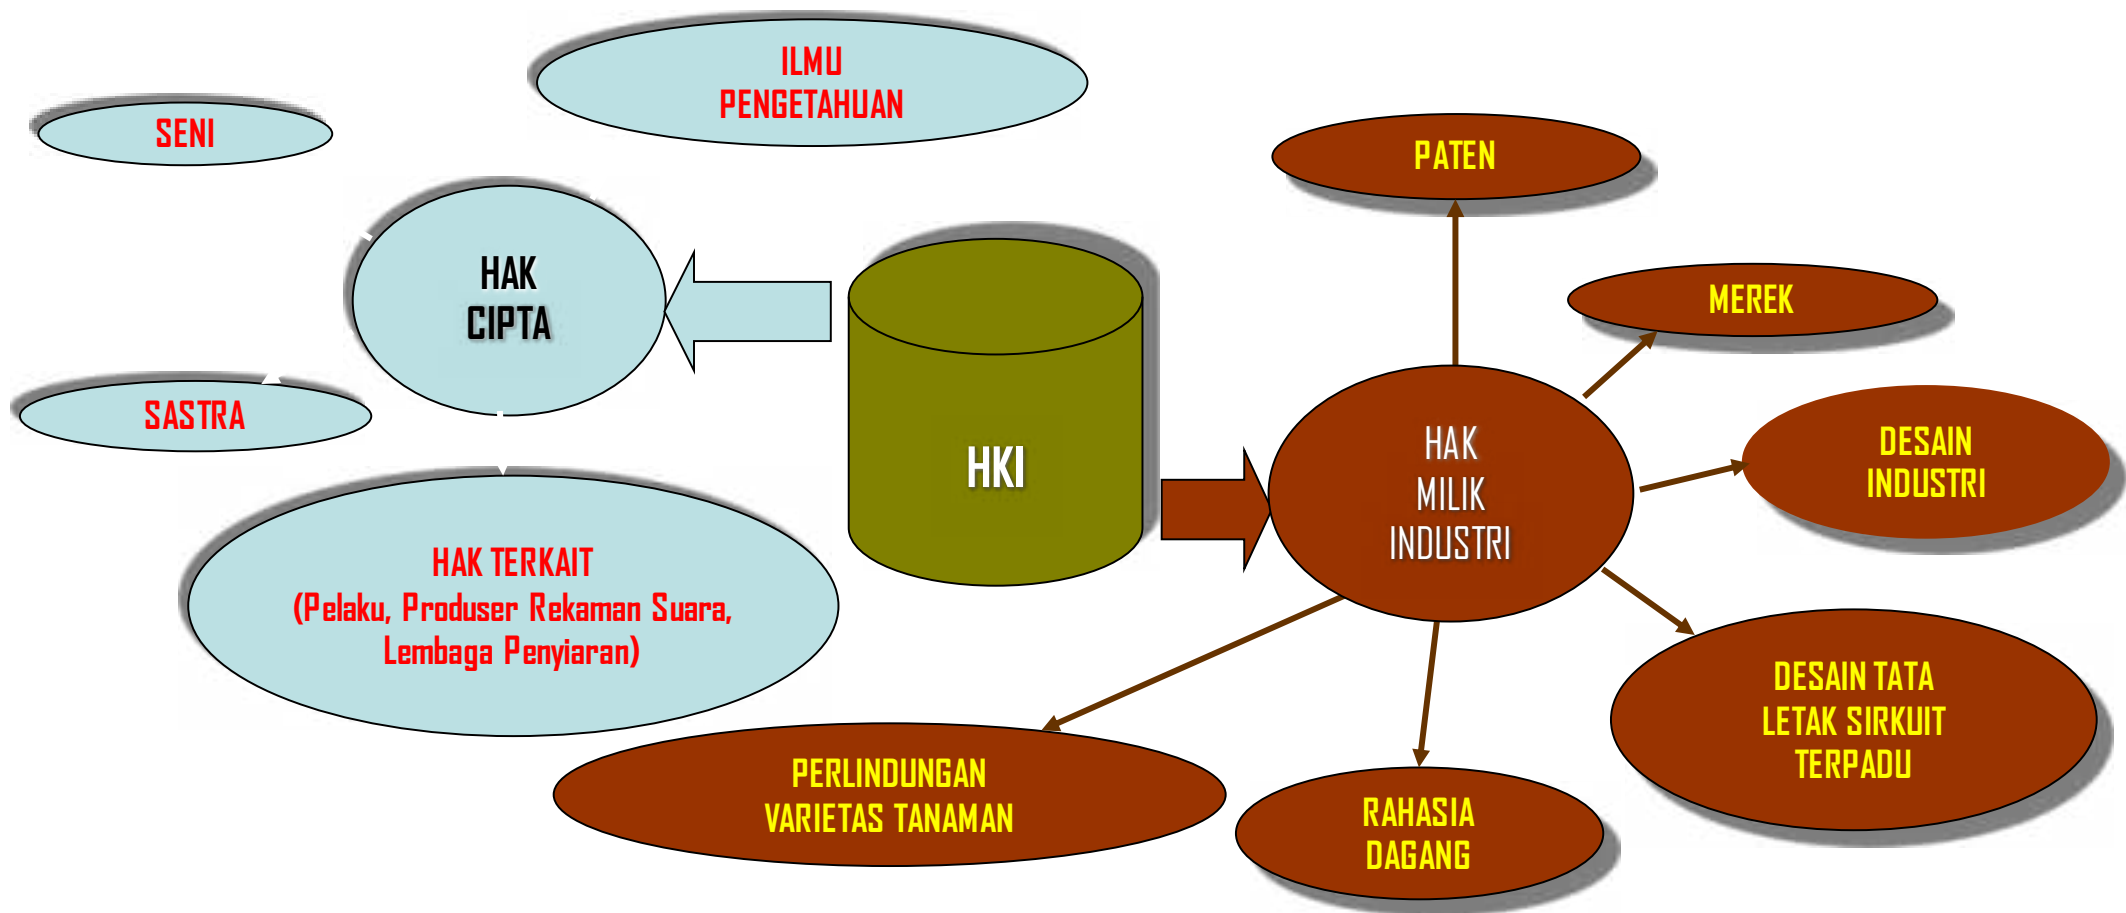 ILMU
PENGETAHUAN
SENI
PATEN
HAK
CIPTA
MEREK
SASTRA
HKI
HAK
MILIK
INDUSTRI
DESAIN
INDUSTRI
HAK TERKAIT
(Pelaku, Produser Rekaman Suara,
Lembaga Penyiaran)
DESAIN TATA
LETAK SIRKUIT
TERPADU
PERLINDUNGAN
VARIETAS TANAMAN
RAHASIA
DAGANG